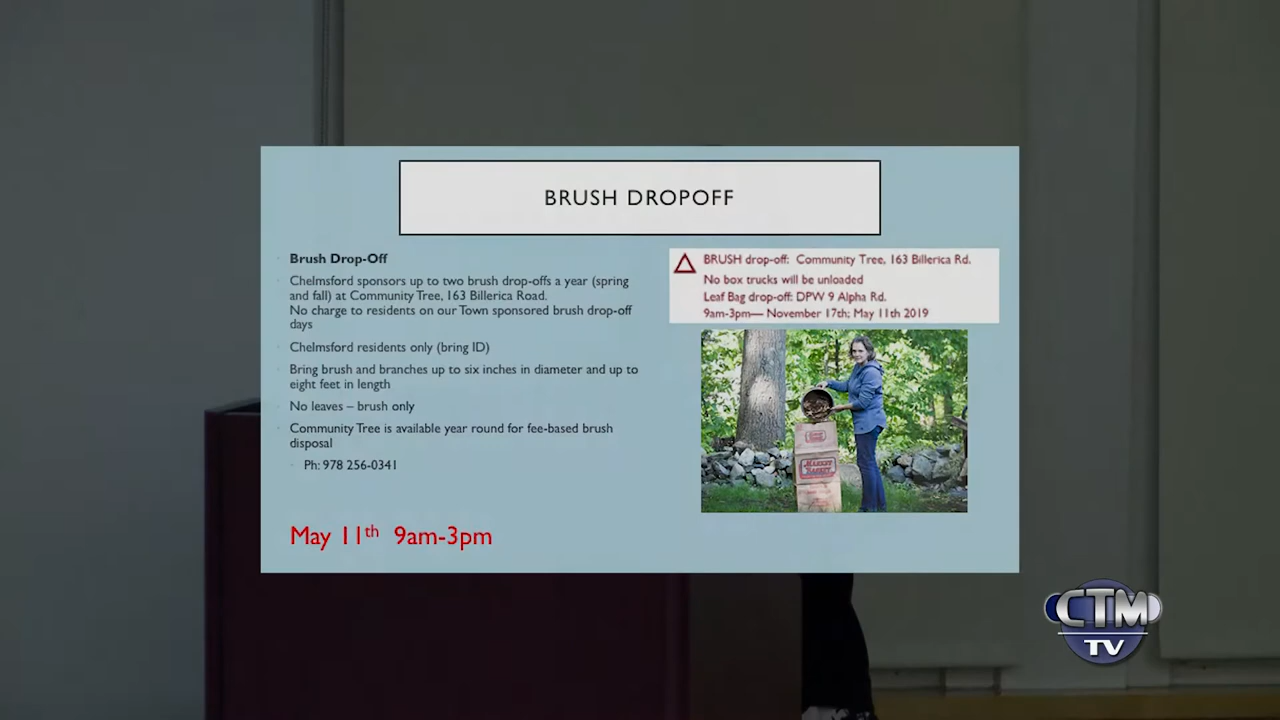 BRUSH DROPOFF
Brush Drop-Off
Chelmsford sponsors up to two brush drop-offs a year (spring
and fall) at Community Tree, 163 Billerica Road.
No charge to residents on our Town sponsored brush drop-off
days
Chelmsford residents only (bring ID)
Bring brush and branches up to six inches in diameter and up to
eight feet in length
No leaves – brush only
Community Tree is available year round for fee-based brush
disposal
Ph: 978 256-0341
May 11th 9am-3pm
BRUSH drop-off: Community Tree, 163 Billerica Rd.
No box trucks will be unloaded
Leaf Bag drop-off: DPW 9 Alpha Rd.
9am-3pm— November 17th; May 11th 2019
MARKET
BASKET
CTM
TV